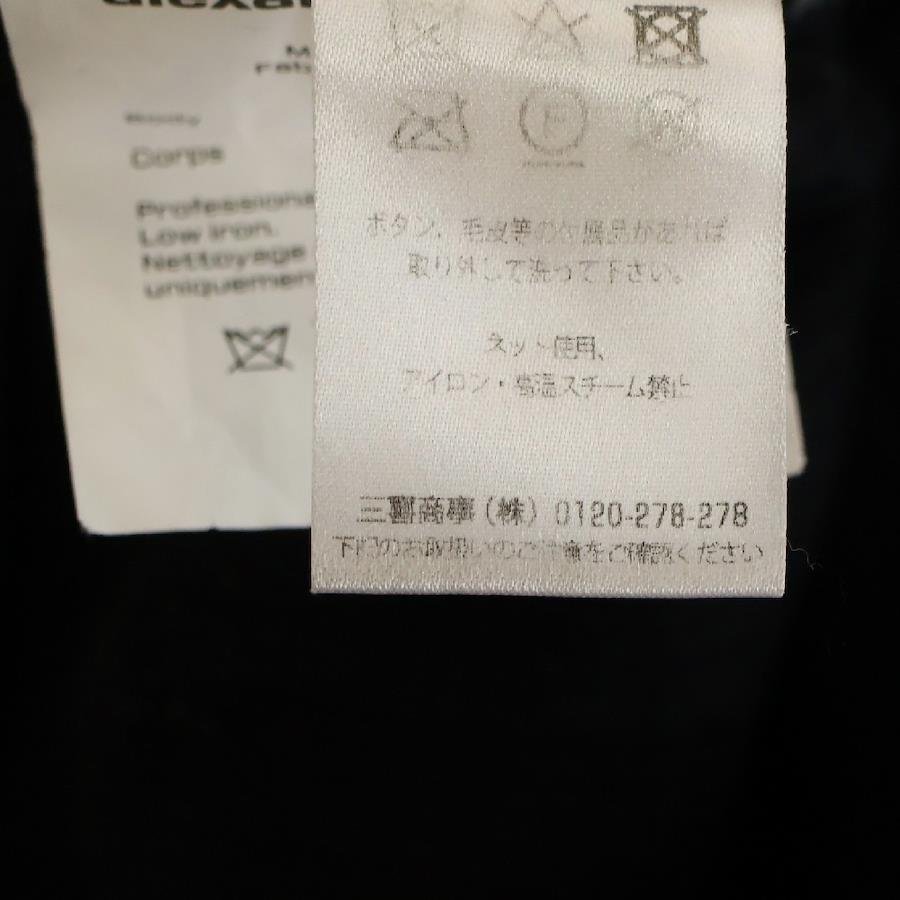 Corps
Professiona
Low iron.
Nettoyage
uniquemen
ボタン、毛皮等の付属品があれば
取り外して洗って下さい。
ネット使用、
アイロン・高温スチーム禁止
三喜商事(株) 0120-278-278
下記のお取扱いのご注意をご確認ください